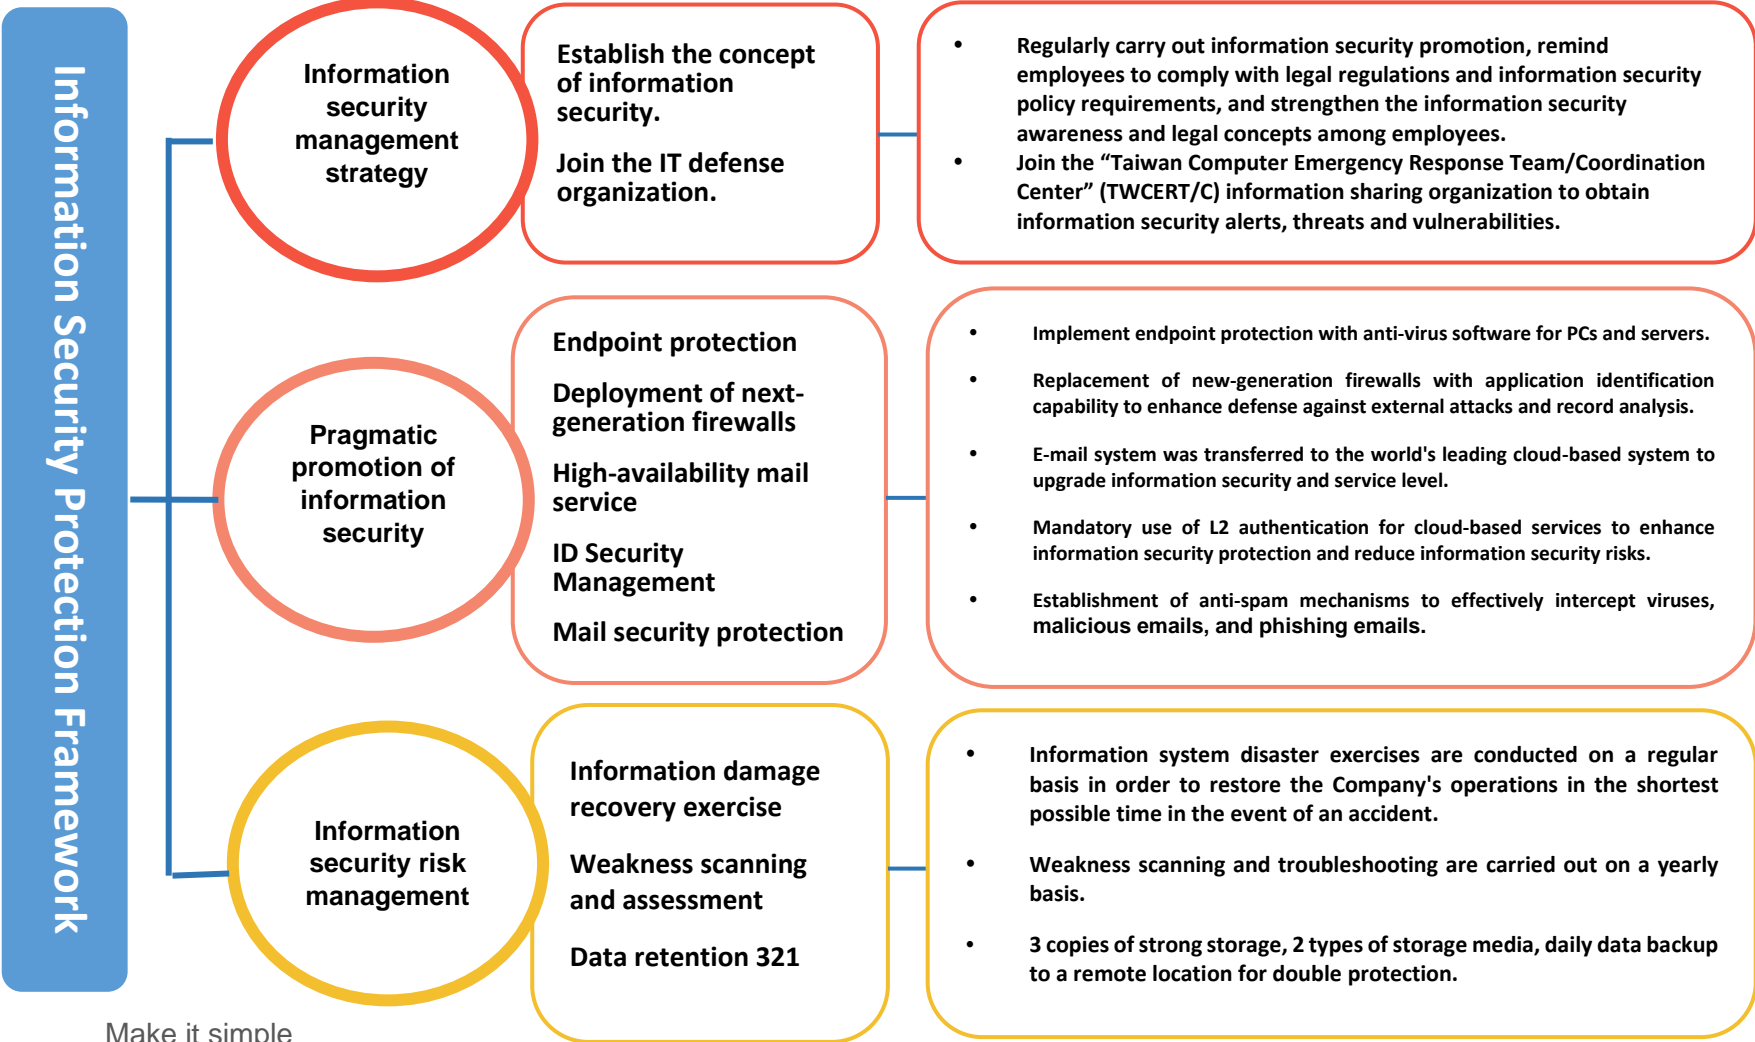 Information Security Protection Framework
Information
security
management
strategy
Establish the concept
of information
security.
Join the IT defense
organization.
• Regularly carry out information security promotion, remind
employees to comply with legal regulations and information security
policy requirements, and strengthen the information security
awareness and legal concepts among employees.
• Join the “Taiwan Computer Emergency Response Team/Coordination
Center” (TWCERT/C) information sharing organization to obtain
information security alerts, threats and vulnerabilities.
Pragmatic
promotion of
information
security
Endpoint protection
Deployment of next-
generation firewalls
High-availability mail
service
ID Security
Management
Mail security protection
• Implement endpoint protection with anti-virus software for PCs and servers.
• Replacement of new-generation firewalls with application identification
capability to enhance defense against external attacks and record analysis.
• E-mail system was transferred to the world's leading cloud-based system to
upgrade information security and service level.
• Mandatory use of L2 authentication for cloud-based services to enhance
information security protection and reduce information security risks.
• Establishment of anti-spam mechanisms to effectively intercept viruses,
malicious emails, and phishing emails.
Information
security risk
management
Information damage
recovery exercise
Weakness scanning
and assessment
Data retention 321
• Information system disaster exercises are conducted on a regular
basis in order to restore the Company's operations in the shortest
possible time in the event of an accident.
• Weakness scanning and troubleshooting are carried out on a yearly
basis.
• 3 copies of strong storage, 2 types of storage media, daily data backup
to a remote location for double protection.
Make it simple